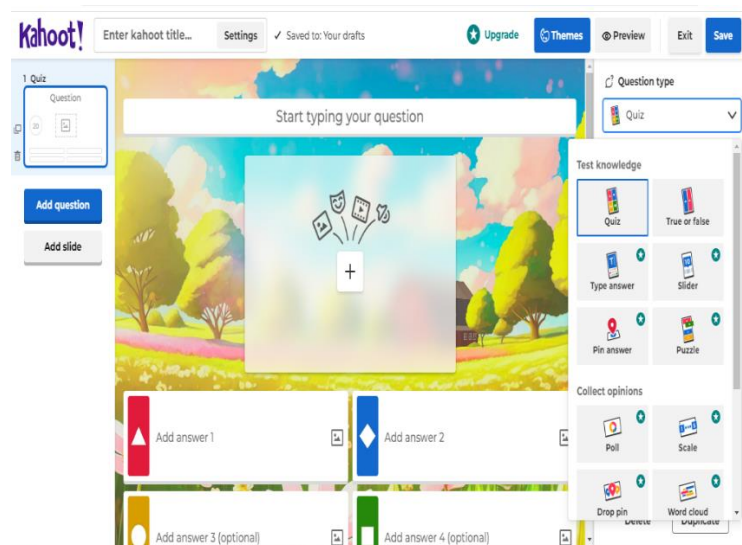 Kahoot!
Enter kahoot title...
Settings
✓ Saved to: Your drafts
Upgrade
Themes
Preview
Exit
Save
1 Quiz
Question
20
Add question
Add slide
Start typing your question
Add answer 1
Add answer 2
Add answer 3 (optional)
Add answer 4 (optional)
Question type
Quiz
Test knowledge
Quiz
True or false
Type answer
Slider
Pin answer
Puzzle
Collect opinions
Poll
Scale
Drop pin
Word cloud
Delete
Duplicate